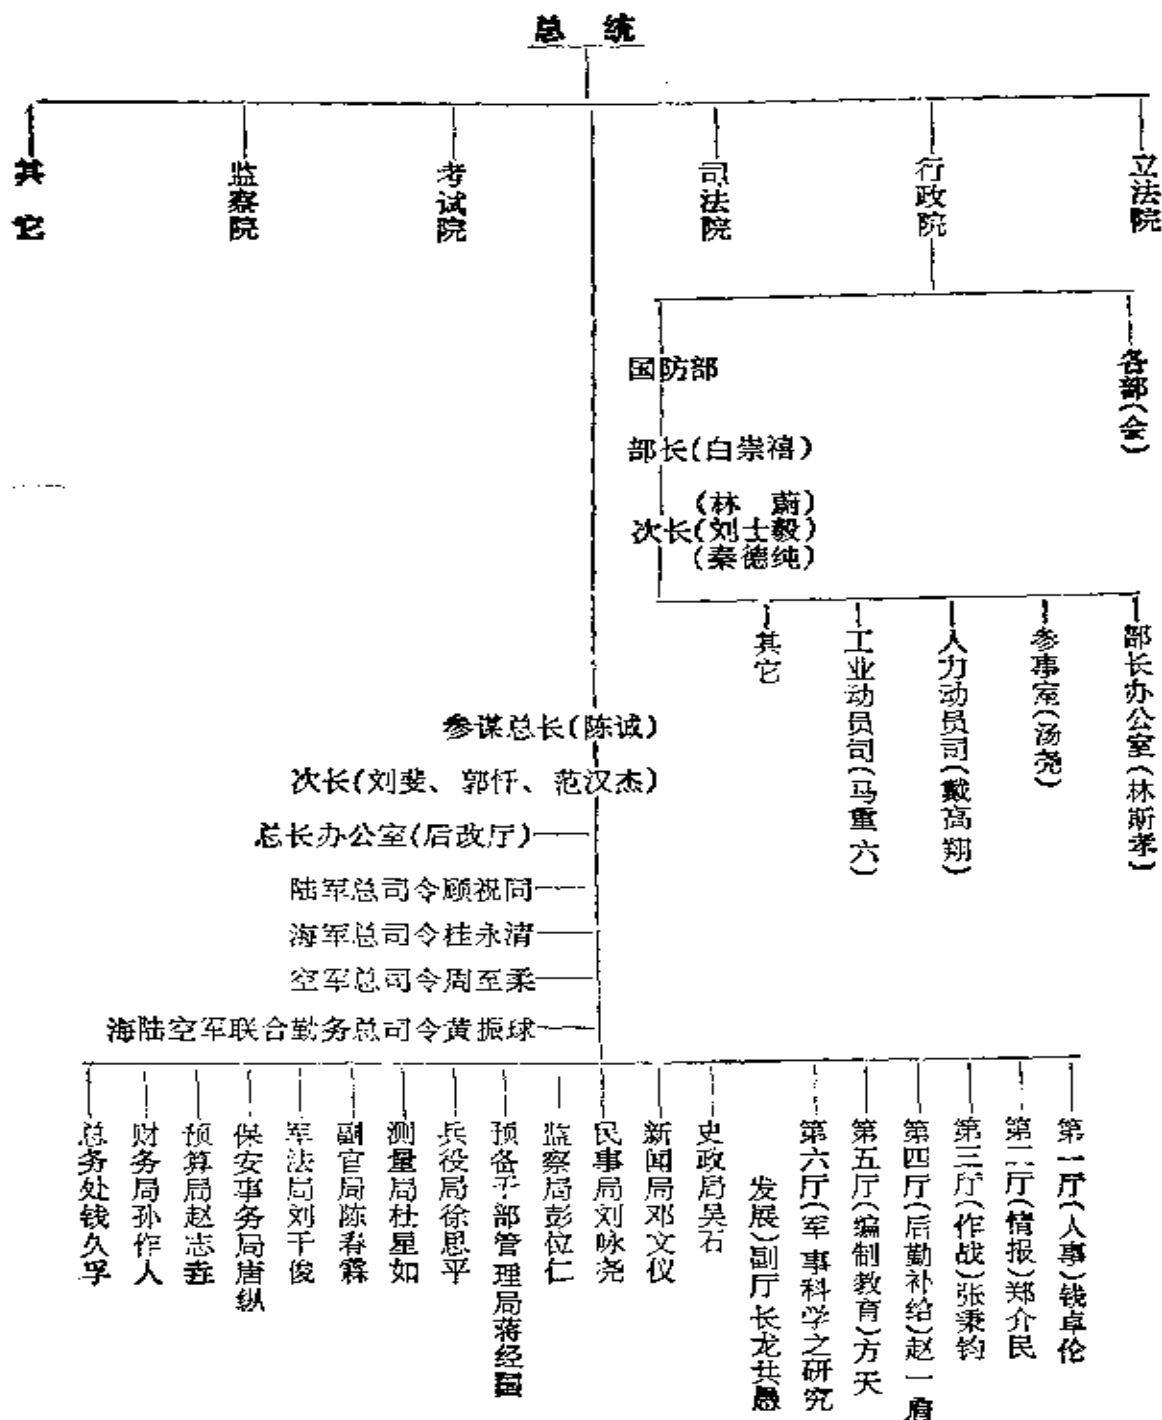 总 统
其 它
监察院
考试院
司法院
行政院
立法院
国防部
各部(会)
部长(白崇禧)
(林 蔚)
次长(刘士毅)
(秦德纯)
其它
工业动员司(马重六)
人力动员司(戴高翔)
参事室(汤尧)
部长办公室(林斯孝)
参谋总长(陈诚)
次长(刘斐、郭忏、范汉杰)
总长办公室(后改厅)
陆军总司令顾祝同
海军总司令桂永清
空军总司令周至柔
海陆空军联合勤务总司令黄振球
总务处钱久孚
财务局孙作人
预算局赵志垚
保安事务局唐纵
军法局刘千俊
副官局陈春霖
测量局杜星如
兵役局徐思平
预备干部管理局蒋经国
监察局彭位仁
民事局刘咏尧
新闻局邓文仪
史政局吴石
第六厅(军事科学之研究
发展)副厅长龙共愚
第五厅(编制教育)方天
第四厅(后勤补给)赵一肩
第三厅(作战)张秉钧
第二厅(情报)郑介民
第一厅(人事)钱卓伦